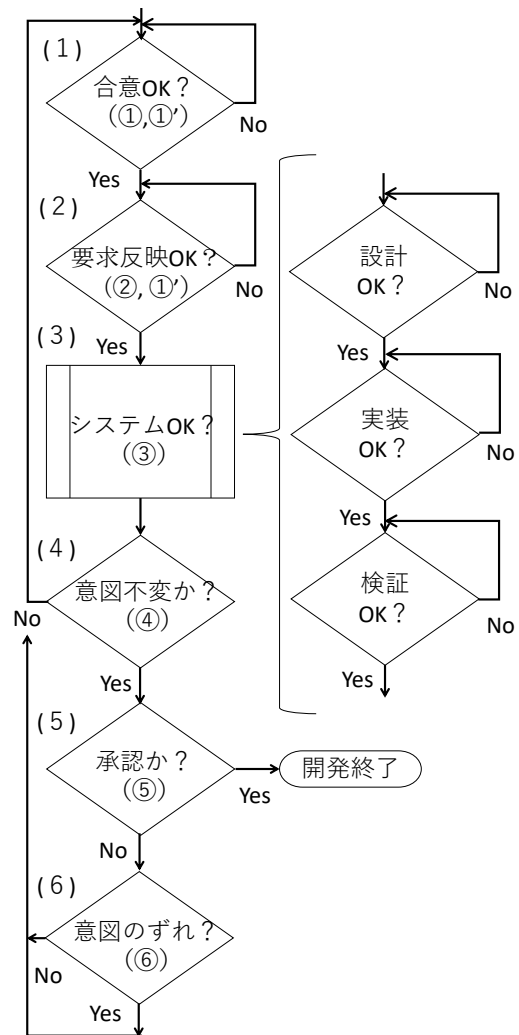 (1)
合意OK？
(①,①’)
No
Yes
(2)
要求反映OK？
(②, ①’)
No
Yes
(3)
システムOK？
(③)
(4)
意図不変か？
(④)
No
Yes
(5)
承認か？
(⑤)
Yes
開発終了
No
(6)
意図のずれ？
(⑥)
No
Yes
設計
OK？
No
Yes
実装
OK？
No
Yes
検証
OK？
No
Yes